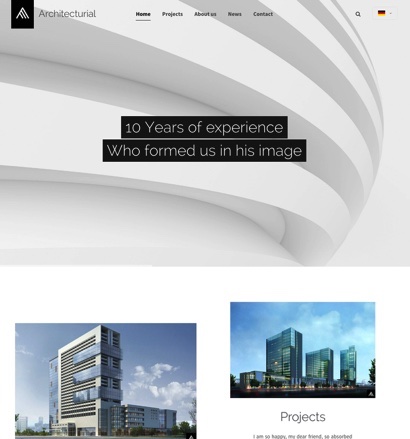 Architecturial
Home Projects About us News Contact
10 Years of experience
Who formed us in his image
Projects
I am so happy, my dear friend, so absorbed